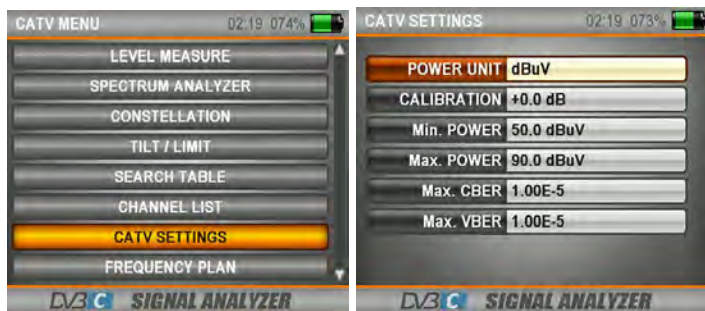 CATV MENU 02:19 074%
LEVEL MEASURE
SPECTRUM ANALYZER
CONSTELLATION
TILT / LIMIT
SEARCH TABLE
CHANNEL LIST
CATV SETTINGS
FREQUENCY PLAN
DVB C SIGNAL ANALYZER
CATV SETTINGS 02:19 073%
POWER UNIT dBuV
CALIBRATION +0.0 dB
Min. POWER 50.0 dBuV
Max. POWER 90.0 dBuV
Max. CBER 1.00E-5
Max. VBER 1.00E-5
DVB C SIGNAL ANALYZER